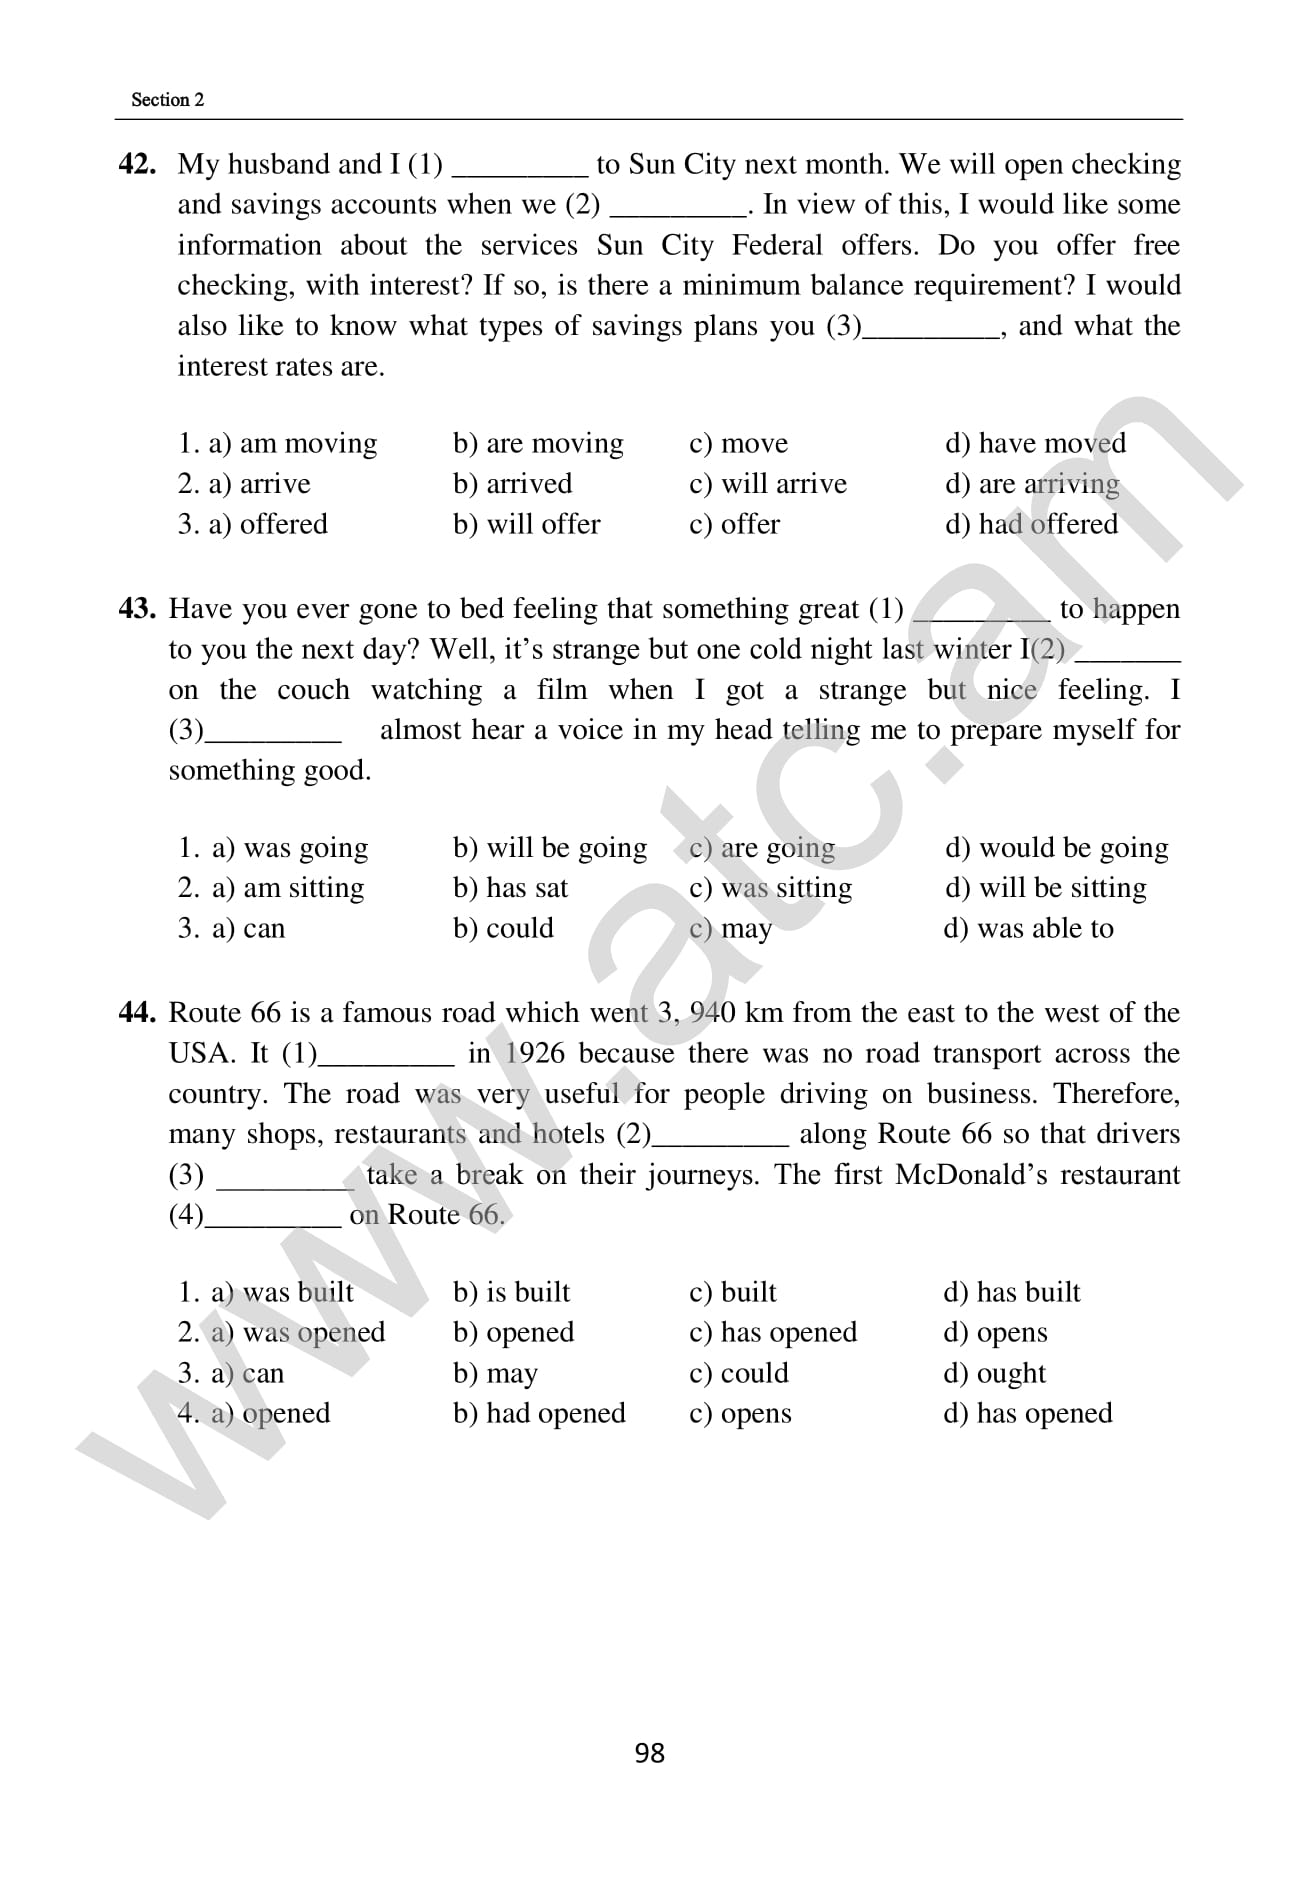 Section 2
42. My husband and I (1) _________ to Sun City next month. We will open checking
and savings accounts when we (2) _________. In view of this, I would like some
information about the services Sun City Federal offers. Do you offer free
checking, with interest? If so, is there a minimum balance requirement? I would
also like to know what types of savings plans you (3)_________, and what the
interest rates are.
1. a) am moving b) are moving c) move d) have moved
2. a) arrive b) arrived c) will arrive d) are arriving
3. a) offered b) will offer c) offer d) had offered
43. Have you ever gone to bed feeling that something great (1) _________ to happen
to you the next day? Well, it’s strange but one cold night last winter I(2) _______
on the couch watching a film when I got a strange but nice feeling. I
(3)_________ almost hear a voice in my head telling me to prepare myself for
something good.
1. a) was going b) will be going c) are going d) would be going
2. a) am sitting b) has sat c) was sitting d) will be sitting
3. a) can b) could c) may d) was able to
44. Route 66 is a famous road which went 3, 940 km from the east to the west of the
USA. It (1)_________ in 1926 because there was no road transport across the
country. The road was very useful for people driving on business. Therefore,
many shops, restaurants and hotels (2)_________ along Route 66 so that drivers
(3) _________ take a break on their journeys. The first McDonald’s restaurant
(4)_________ on Route 66.
1. a) was built b) is built c) built d) has built
2. a) was opened b) opened c) has opened d) opens
3. a) can b) may c) could d) ought
4. a) opened b) had opened c) opens d) has opened
98
www.atc.am